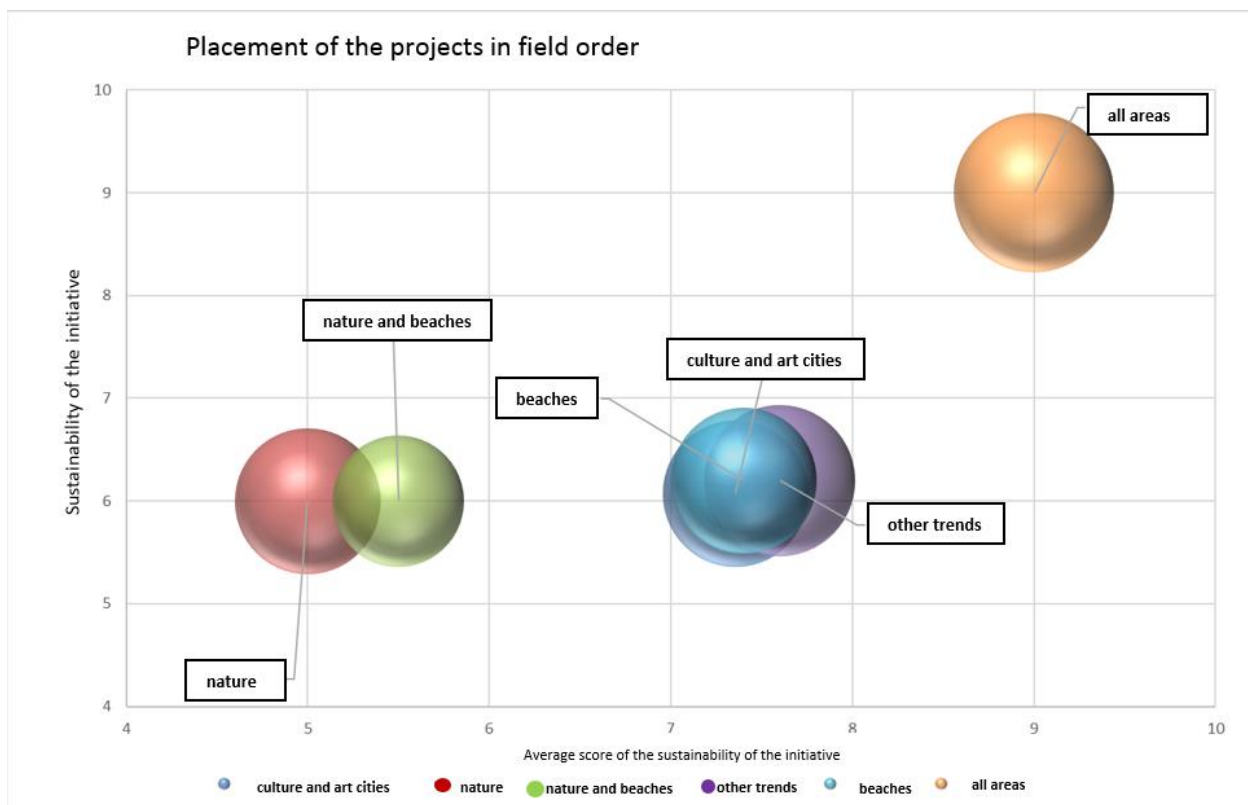 Placement of the projects in field order
10
all areas
9
8
nature and beaches
culture and art cities
7
beaches
6
other trends
5
nature
4
4 5 6 7 8 9 10
Sustainability of the initiative
Average score of the sustainability of the initiative
culture and art cities nature nature and beaches other trends beaches all areas